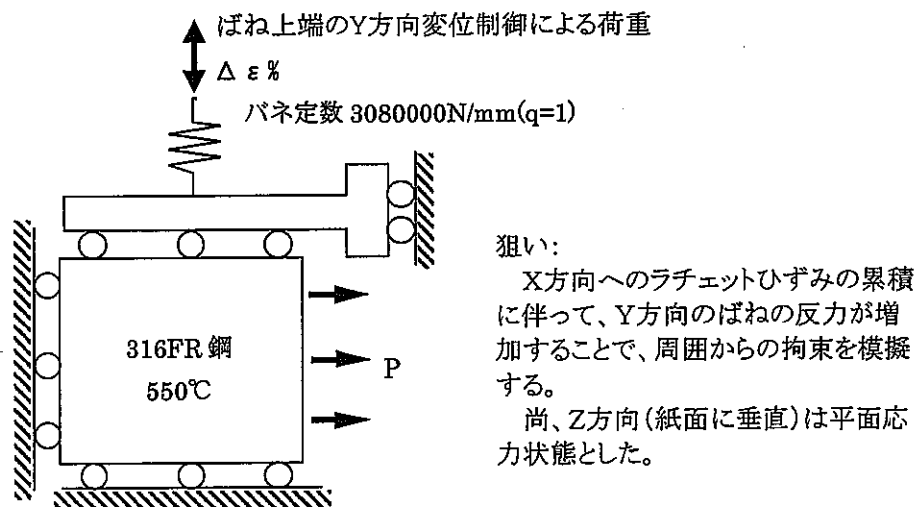 ばね上端のY方向変位制御による荷重
Δε%
バネ定数 3080000N/mm(q=1)
316FR 鋼
550℃
P
狙い:
X方向へのラチェットひずみの累積
に伴って、Y方向のばねの反力が増
加することで、周囲からの拘束を模擬
する。
尚、Z方向(紙面に垂直)は平面応
力状態とした。